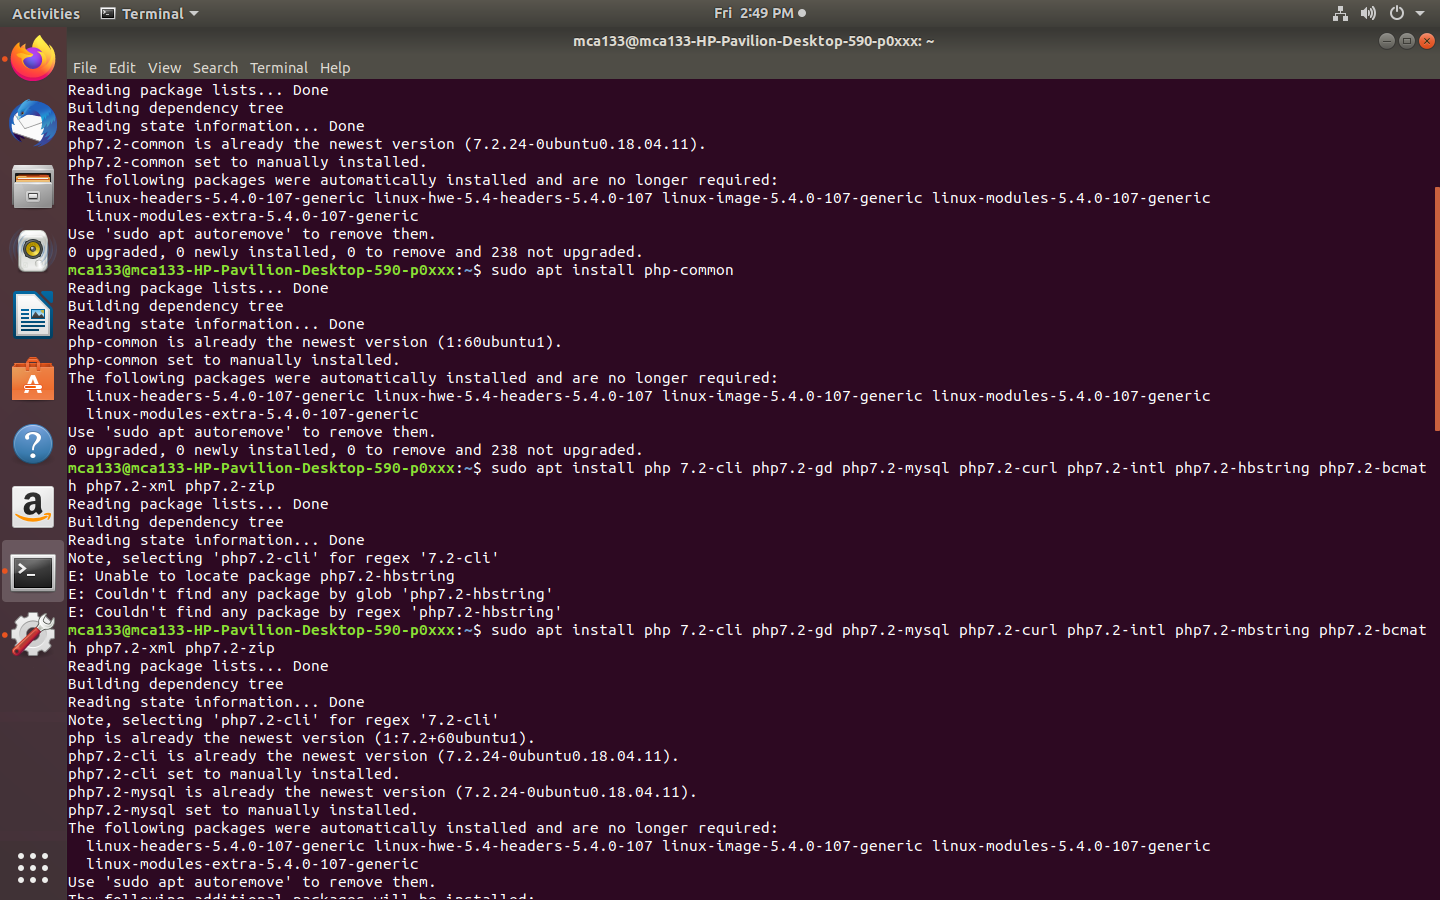 Activities Terminal Fri 2:49 PM
mca133@mca133-HP-Pavilion-Desktop-590-p0xxx: ~
File Edit View Search Terminal Help
Reading package lists... Done
Building dependency tree
Reading state information... Done
php7.2-common is already the newest version (7.2.24-0ubuntu0.18.04.11).
php7.2-common set to manually installed.
The following packages were automatically installed and are no longer required:
  linux-headers-5.4.0-107-generic linux-hwe-5.4-headers-5.4.0-107 linux-image-5.4.0-107-generic linux-modules-5.4.0-107-generic
  linux-modules-extra-5.4.0-107-generic
Use 'sudo apt autoremove' to remove them.
0 upgraded, 0 newly installed, 0 to remove and 238 not upgraded.
mca133@mca133-HP-Pavilion-Desktop-590-p0xxx:~$ sudo apt install php-common
Reading package lists... Done
Building dependency tree
Reading state information... Done
php-common is already the newest version (1:60ubuntu1).
php-common set to manually installed.
The following packages were automatically installed and are no longer required:
  linux-headers-5.4.0-107-generic linux-hwe-5.4-headers-5.4.0-107 linux-image-5.4.0-107-generic linux-modules-5.4.0-107-generic
  linux-modules-extra-5.4.0-107-generic
Use 'sudo apt autoremove' to remove them.
0 upgraded, 0 newly installed, 0 to remove and 238 not upgraded.
mca133@mca133-HP-Pavilion-Desktop-590-p0xxx:~$ sudo apt install php 7.2-cli php7.2-gd php7.2-mysql php7.2-curl php7.2-intl php7.2-hbstring php7.2-bcmat
h php7.2-xml php7.2-zip
Reading package lists... Done
Building dependency tree
Reading state information... Done
Note, selecting 'php7.2-cli' for regex '7.2-cli'
E: Unable to locate package php7.2-hbstring
E: Couldn't find any package by glob 'php7.2-hbstring'
E: Couldn't find any package by regex 'php7.2-hbstring'
mca133@mca133-HP-Pavilion-Desktop-590-p0xxx:~$ sudo apt install php 7.2-cli php7.2-gd php7.2-mysql php7.2-curl php7.2-intl php7.2-mbstring php7.2-bcmat
h php7.2-xml php7.2-zip
Reading package lists... Done
Building dependency tree
Reading state information... Done
Note, selecting 'php7.2-cli' for regex '7.2-cli'
php is already the newest version (1:7.2+60ubuntu1).
php7.2-cli is already the newest version (7.2.24-0ubuntu0.18.04.11).
php7.2-cli set to manually installed.
php7.2-mysql is already the newest version (7.2.24-0ubuntu0.18.04.11).
php7.2-mysql set to manually installed.
The following packages were automatically installed and are no longer required:
  linux-headers-5.4.0-107-generic linux-hwe-5.4-headers-5.4.0-107 linux-image-5.4.0-107-generic linux-modules-5.4.0-107-generic
  linux-modules-extra-5.4.0-107-generic
Use 'sudo apt autoremove' to remove them.
The following additional packages will be installed: